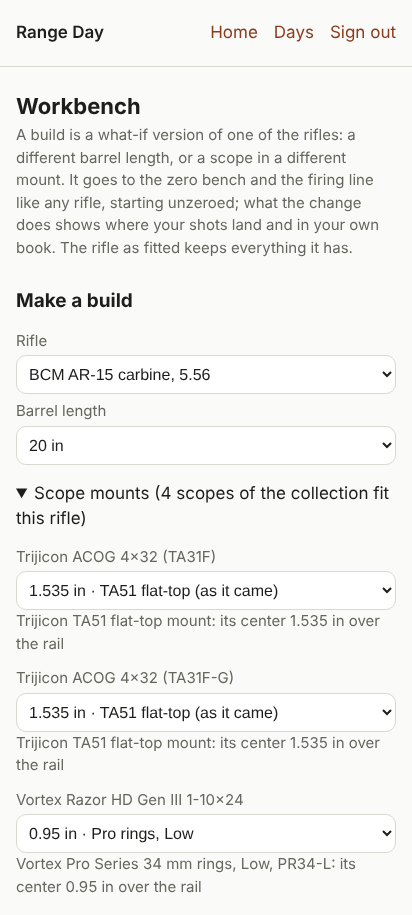 Range Day
Home Days Sign out
Workbench
A build is a what-if version of one of the rifles: a
different barrel length, or a scope in a different
mount. It goes to the zero bench and the firing line
like any rifle, starting unzeroed; what the change
does shows where your shots land and in your own
book. The rifle as fitted keeps everything it has.
Make a build
Rifle
BCM AR-15 carbine, 5.56
Barrel length
20 in
▼ Scope mounts (4 scopes of the collection fit
this rifle)
Trijicon ACOG 4×32 (TA31F)
1.535 in · TA51 flat-top (as it came)
Trijicon TA51 flat-top mount: its center 1.535 in over
the rail
Trijicon ACOG 4×32 (TA31F-G)
1.535 in · TA51 flat-top (as it came)
Trijicon TA51 flat-top mount: its center 1.535 in over
the rail
Vortex Razor HD Gen III 1-10×24
0.95 in · Pro rings, Low
Vortex Pro Series 34 mm rings, Low, PR34-L: its
center 0.95 in over the rail